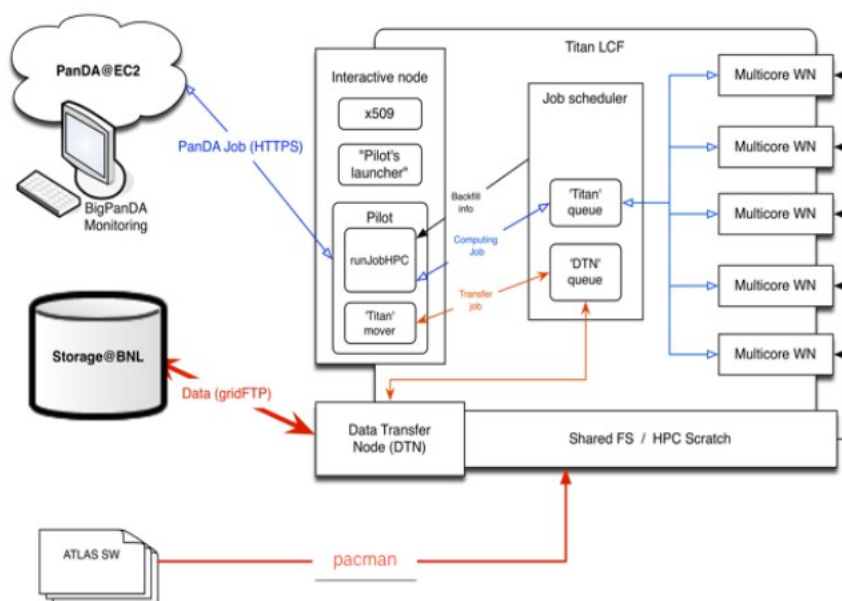 PanDA@EC2
BigPanDA
Monitoring
PanDA Job (HTTPS)
Storage@BNL
Data (gridFTP)
ATLAS SW
pacman
Titan LCF
Interactive node
x509
"Pilot's
launcher"
Pilot
runJobHPC
'Titan'
mover
Backfill
info
Computing
Job
Transfer
job
Job scheduler
'Titan'
queue
'DTN'
queue
Multicore WN
Multicore WN
Multicore WN
Multicore WN
Multicore WN
Data Transfer
Node (DTN)
Shared FS / HPC Scratch